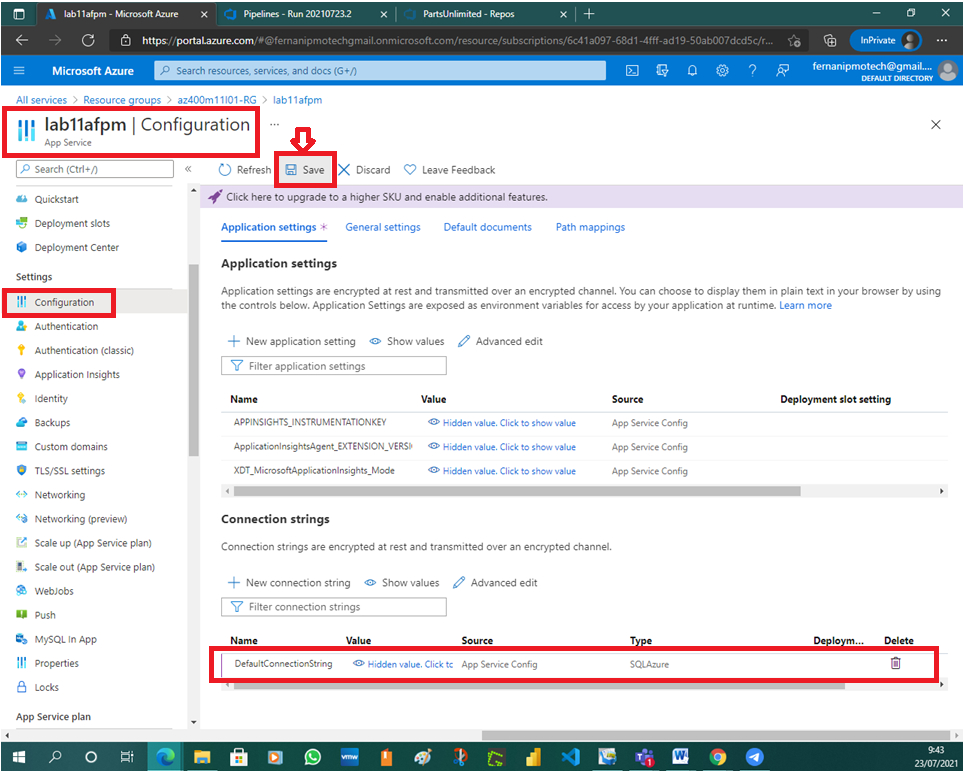 lab11afpm - Microsoft Azure
Pipelines - Run 20210723.2
PartsUnlimited - Repos
https://portal.azure.com/#@fernanipmotechgmail.onmicrosoft.com/resource/subscriptions/6c41a097-68d1-4fff-ad19-50ab007dcd5c/r...
InPrivate
Microsoft Azure
Search resources, services, and docs (G+/)
fernanipmotech@gmail....
DEFAULT DIRECTORY
All services > Resource groups > az400m11l01-RG > lab11afpm
lab11afpm | Configuration ...
App Service
Search (Ctrl+/)
«
Refresh
Save
Discard
Leave Feedback
Click here to upgrade to a higher SKU and enable additional features.
Quickstart
Deployment slots
Deployment Center
Settings
Configuration
Authentication
Authentication (classic)
Application Insights
Identity
Backups
Custom domains
TLS/SSL settings
Networking
Networking (preview)
Scale up (App Service plan)
Scale out (App Service plan)
WebJobs
Push
MySQL In App
Properties
Locks
App Service plan
Application settings *
General settings
Default documents
Path mappings
Application settings
Application settings are encrypted at rest and transmitted over an encrypted channel. You can choose to display them in plain text in your browser by using
the controls below. Application Settings are exposed as environment variables for access by your application at runtime. Learn more
New application setting
Show values
Advanced edit
Filter application settings
Name Value Source Deployment slot setting
APPINSIGHTS_INSTRUMENTATIONKEY Hidden value. Click to show value App Service Config
ApplicationInsightsAgent_EXTENSION_VERSI Hidden value. Click to show value App Service Config
XDT_MicrosoftApplicationInsights_Mode Hidden value. Click to show value App Service Config
Connection strings
Connection strings are encrypted at rest and transmitted over an encrypted channel.
New connection string
Show values
Advanced edit
Filter connection strings
Name Value Source Type Deploym... Delete
DefaultConnectionString Hidden value. Click tc App Service Config SQLAzure
vmw
1
9:43
23/07/2021